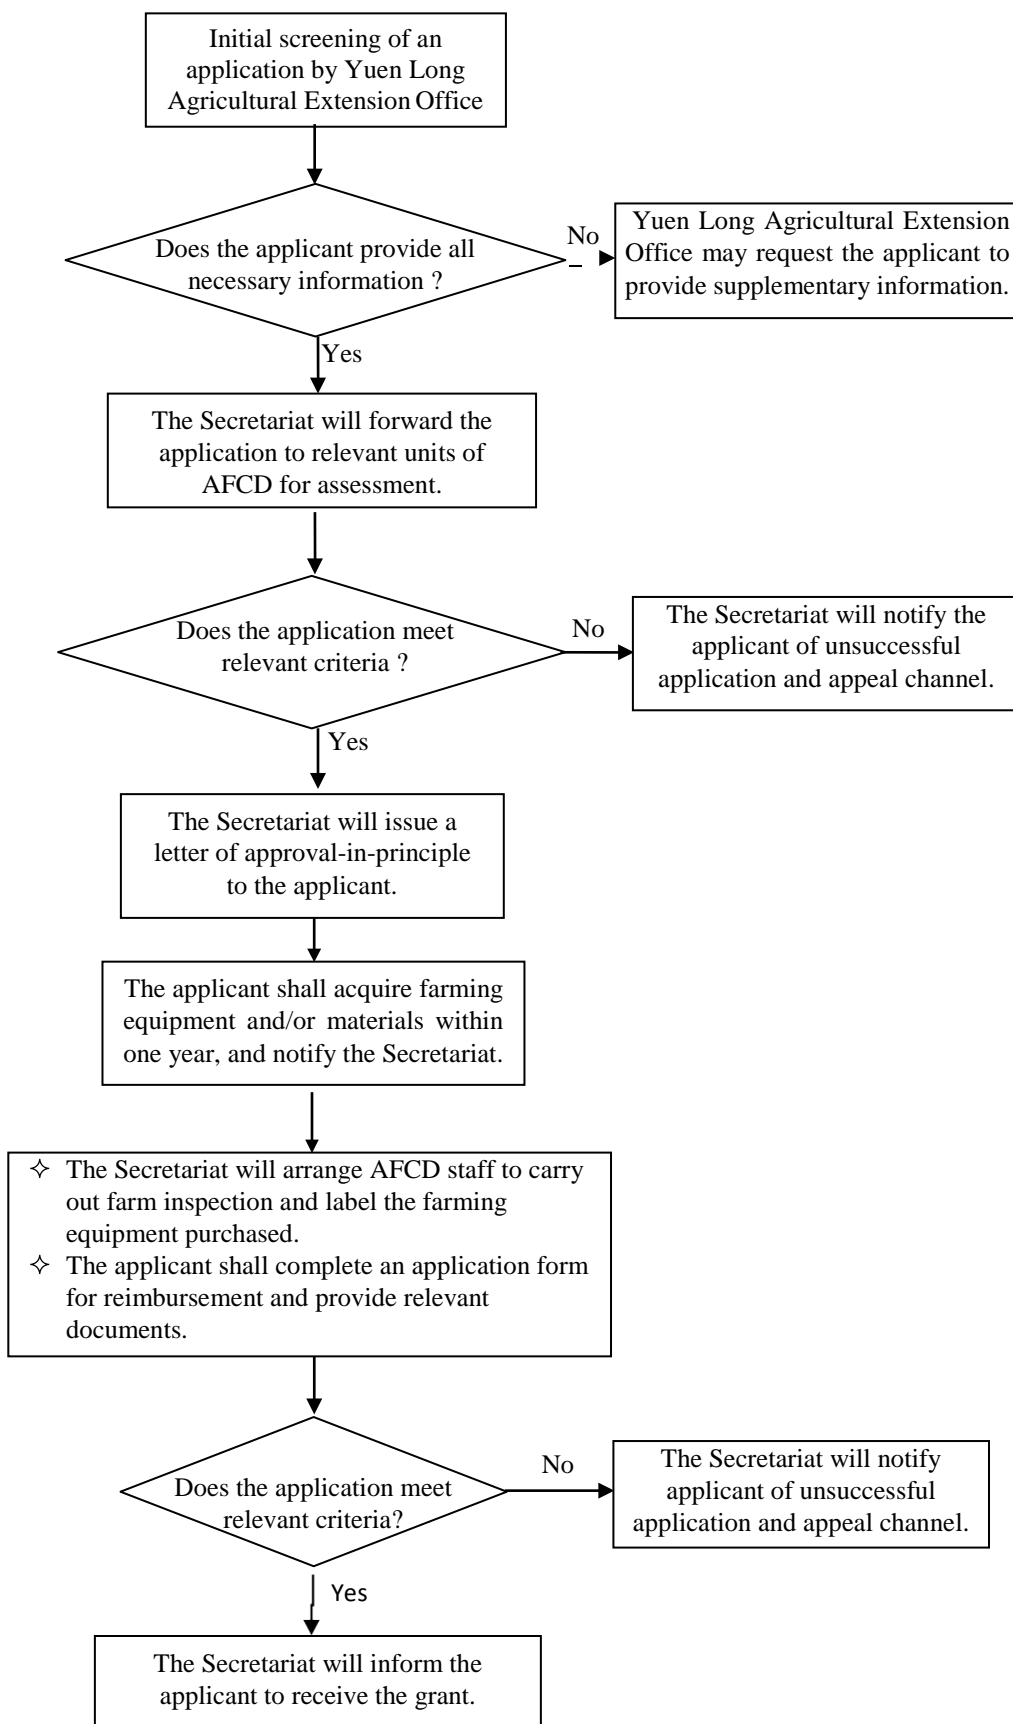 Initial screening of an
application by Yuen Long
Agricultural Extension Office
Does the applicant provide all
necessary information ?
No
Yuen Long Agricultural Extension
Office may request the applicant to
provide supplementary information.
Yes
The Secretariat will forward the
application to relevant units of
AFCD for assessment.
Does the application meet
relevant criteria ?
No
The Secretariat will notify the
applicant of unsuccessful
application and appeal channel.
Yes
The Secretariat will issue a
letter of approval-in-principle
to the applicant.
The applicant shall acquire farming
equipment and/or materials within
one year, and notify the Secretariat.
✧ The Secretariat will arrange AFCD staff to carry
out farm inspection and label the farming
equipment purchased.
✧ The applicant shall complete an application form
for reimbursement and provide relevant
documents.
Does the application meet
relevant criteria?
No
The Secretariat will notify
applicant of unsuccessful
application and appeal channel.
Yes
The Secretariat will inform the
applicant to receive the grant.